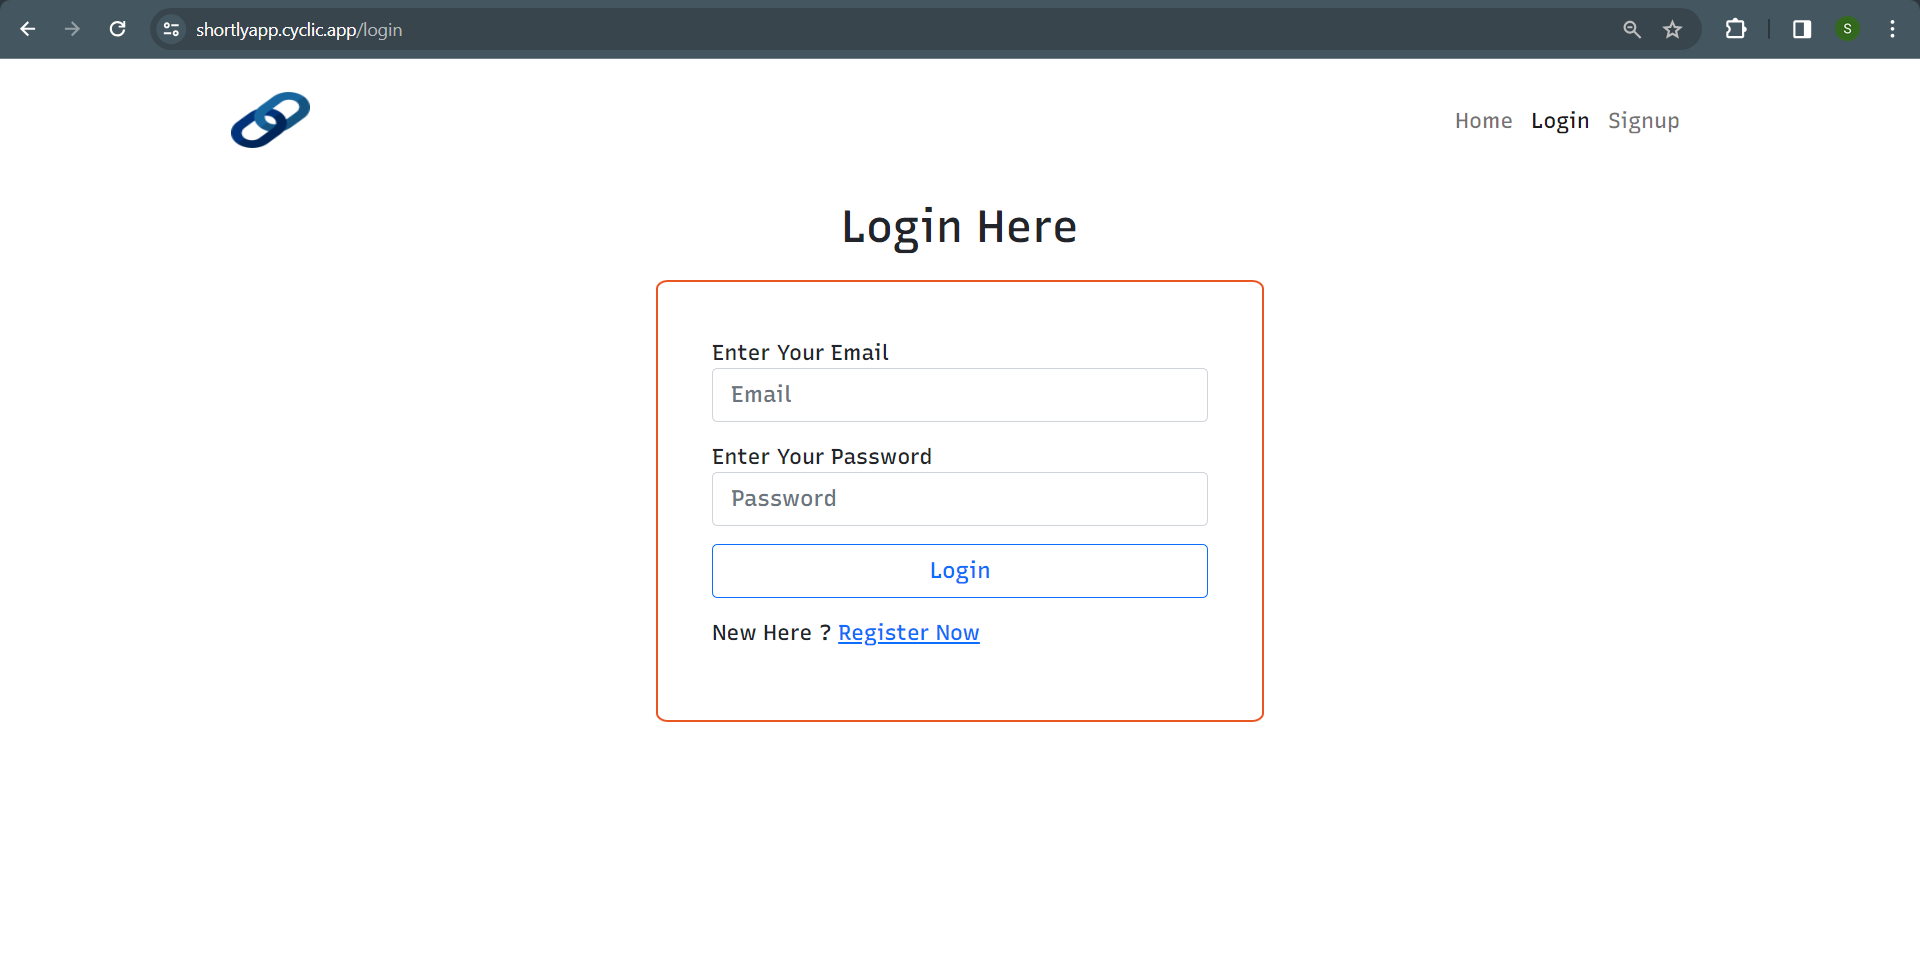 shortlyapp.cyclic.app/login
S
Home Login Signup
Login Here
Enter Your Email
Email
Enter Your Password
Password
Login
New Here ? Register Now